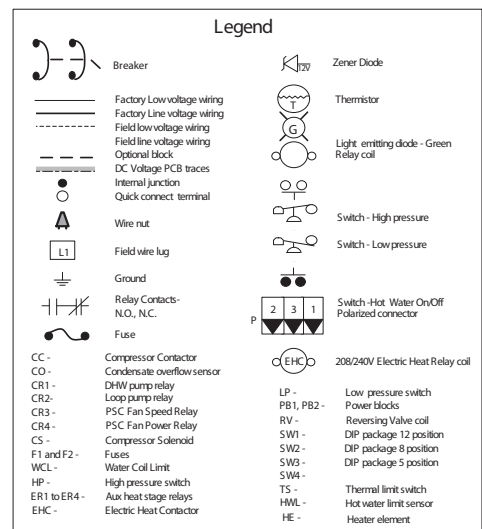 Legend
Breaker
Factory Low voltage wiring
Factory Line voltage wiring
Field low voltage wiring
Field line voltage wiring
Optional block
DC Voltage PCB traces
Internal junction
Quick connect terminal
Wire nut
L1 Field wire lug
Ground
Relay Contacts-
N.O., N.C.
Fuse
CC - Compressor Contactor
CO - Condensate overflow sensor
CR1 - DHW pump relay
CR2- Loop pump relay
CR3 - PSC Fan Speed Relay
CR4 - PSC Fan Power Relay
CS - Compressor Solenoid
F1 and F2 - Fuses
WCL - Water Coil Limit
HP - High pressure switch
ER1 to ER4 - Aux heat stage relays
EHC - Electric Heat Contactor
12V Zener Diode
T Thermistor
G
Light emitting diode - Green
Relay coil
Switch - High pressure
Switch - Low pressure
Switch -Hot Water On/Off
P 2 3 1 Polarized connector
EHC 208/240V Electric Heat Relay coil
LP - Low pressure switch
PB1, PB2 - Power blocks
RV - Reversing Valve coil
SW1 - DIP package 12 position
SW2 - DIP package 8 position
SW3 - DIP package 5 position
SW4 -
TS - Thermal limit switch
HWL - Hot water limit sensor
HE - Heater element